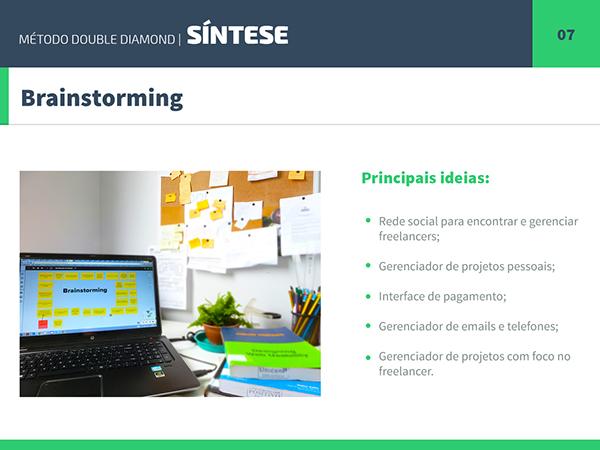 MÉTODO DOUBLE DIAMOND | SÍNTESE
07
Brainstorming
Principais ideias:
Rede social para encontrar e gerenciar
freelancers;
Gerenciador de projetos pessoais;
Interface de pagamento;
Gerenciador de emails e telefones;
Gerenciador de projetos com foco no
freelancer.
Brainstorming